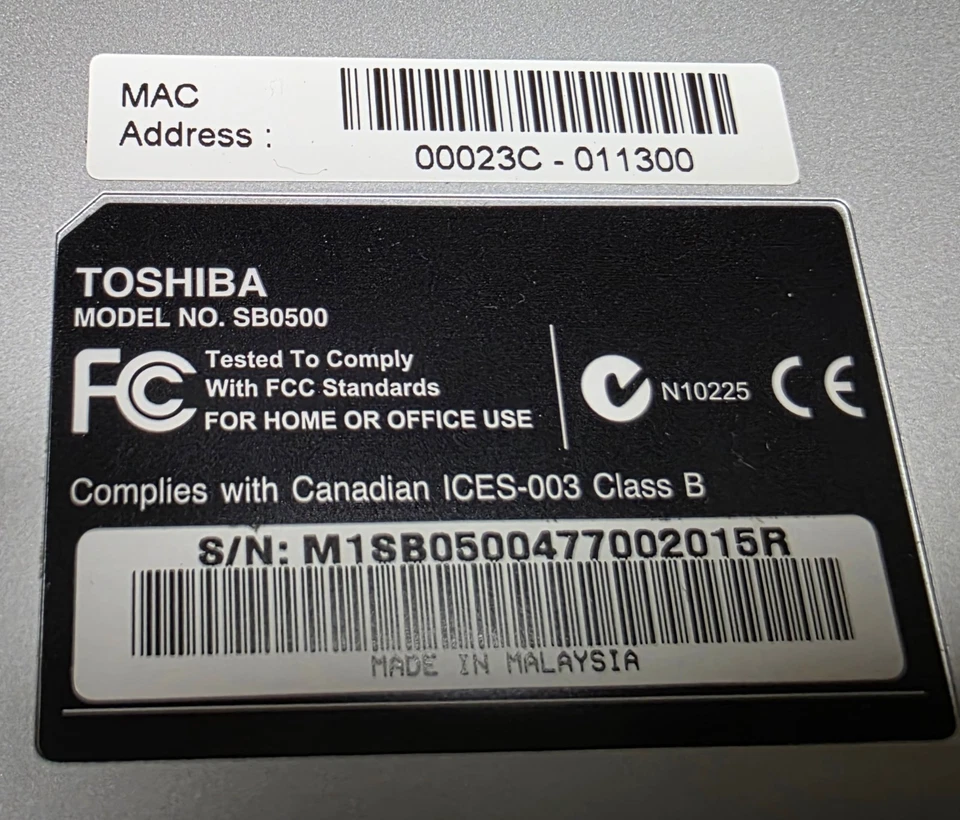 MAC
Address :
00023C - 011300
TOSHIBA
MODEL NO. SB0500
FC Tested To Comply
With FCC Standards
FOR HOME OR OFFICE USE
N10225 CE
Complies with Canadian ICES-003 Class B
S/N: M1SB0500477002015R
MADE IN MALAYSIA